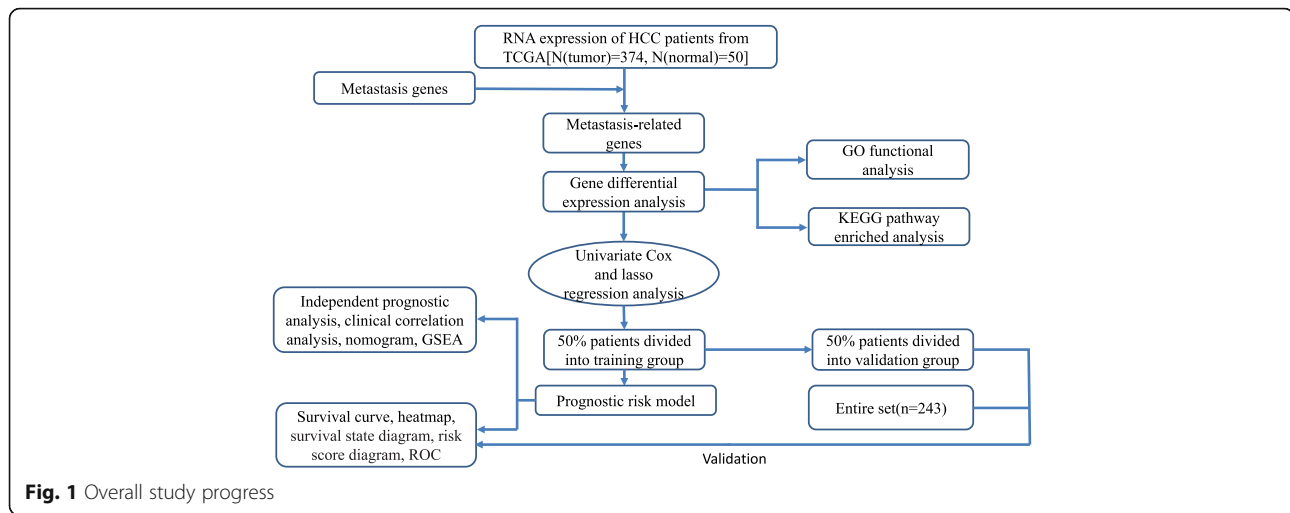 RNA expression of HCC patients from
TCGA[N(tumor)=374, N(normal)=50]
Metastasis genes
Metastasis-related
genes
GO functional
analysis
Gene differential
expression analysis
KEGG pathway
enriched analysis
Univariate Cox
and lasso
regression analysis
Independent prognostic
analysis, clinical correlation
analysis, nomogram, GSEA
50% patients divided
into training group
50% patients divided
into validation group
Prognostic risk model
Entire set(n=243)
Survival curve, heatmap,
survival state diagram, risk
score diagram, ROC
Validation
Fig. 1 Overall study progress